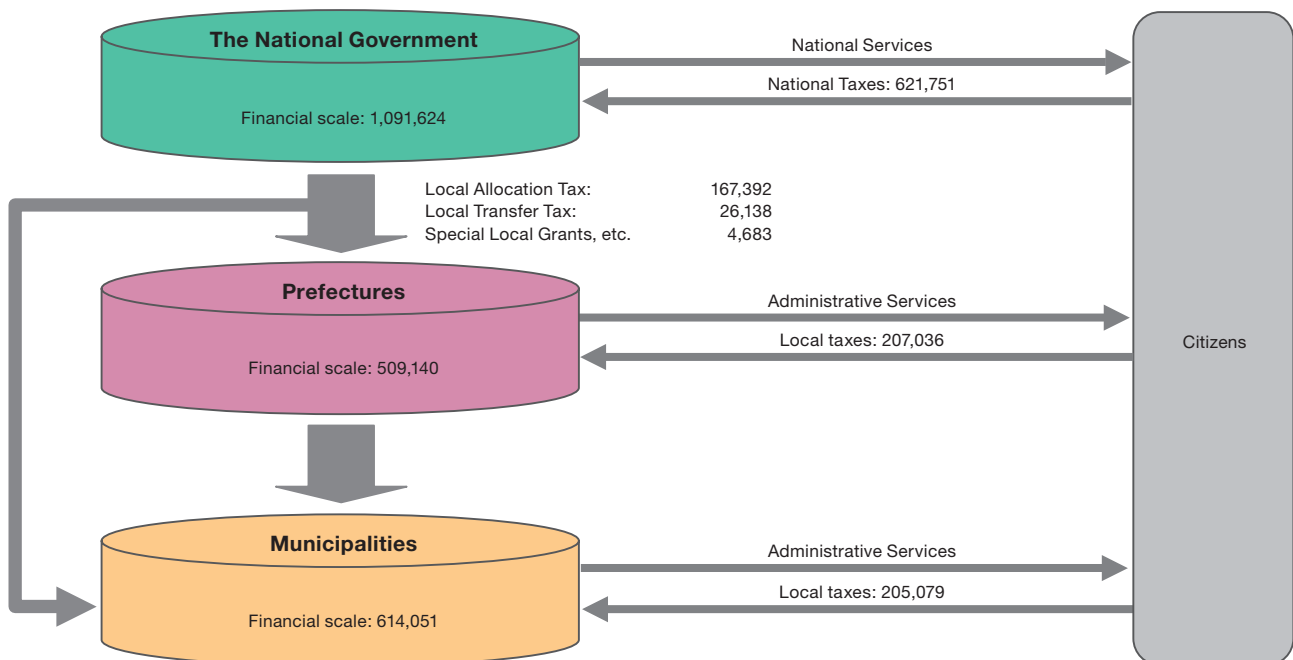 The National Government
Financial scale: 1,091,624
National Services
National Taxes: 621,751
Local Allocation Tax: 167,392
Local Transfer Tax: 26,138
Special Local Grants, etc. 4,683
Prefectures
Financial scale: 509,140
Administrative Services
Local taxes: 207,036
Citizens
Municipalities
Financial scale: 614,051
Administrative Services
Local taxes: 205,079